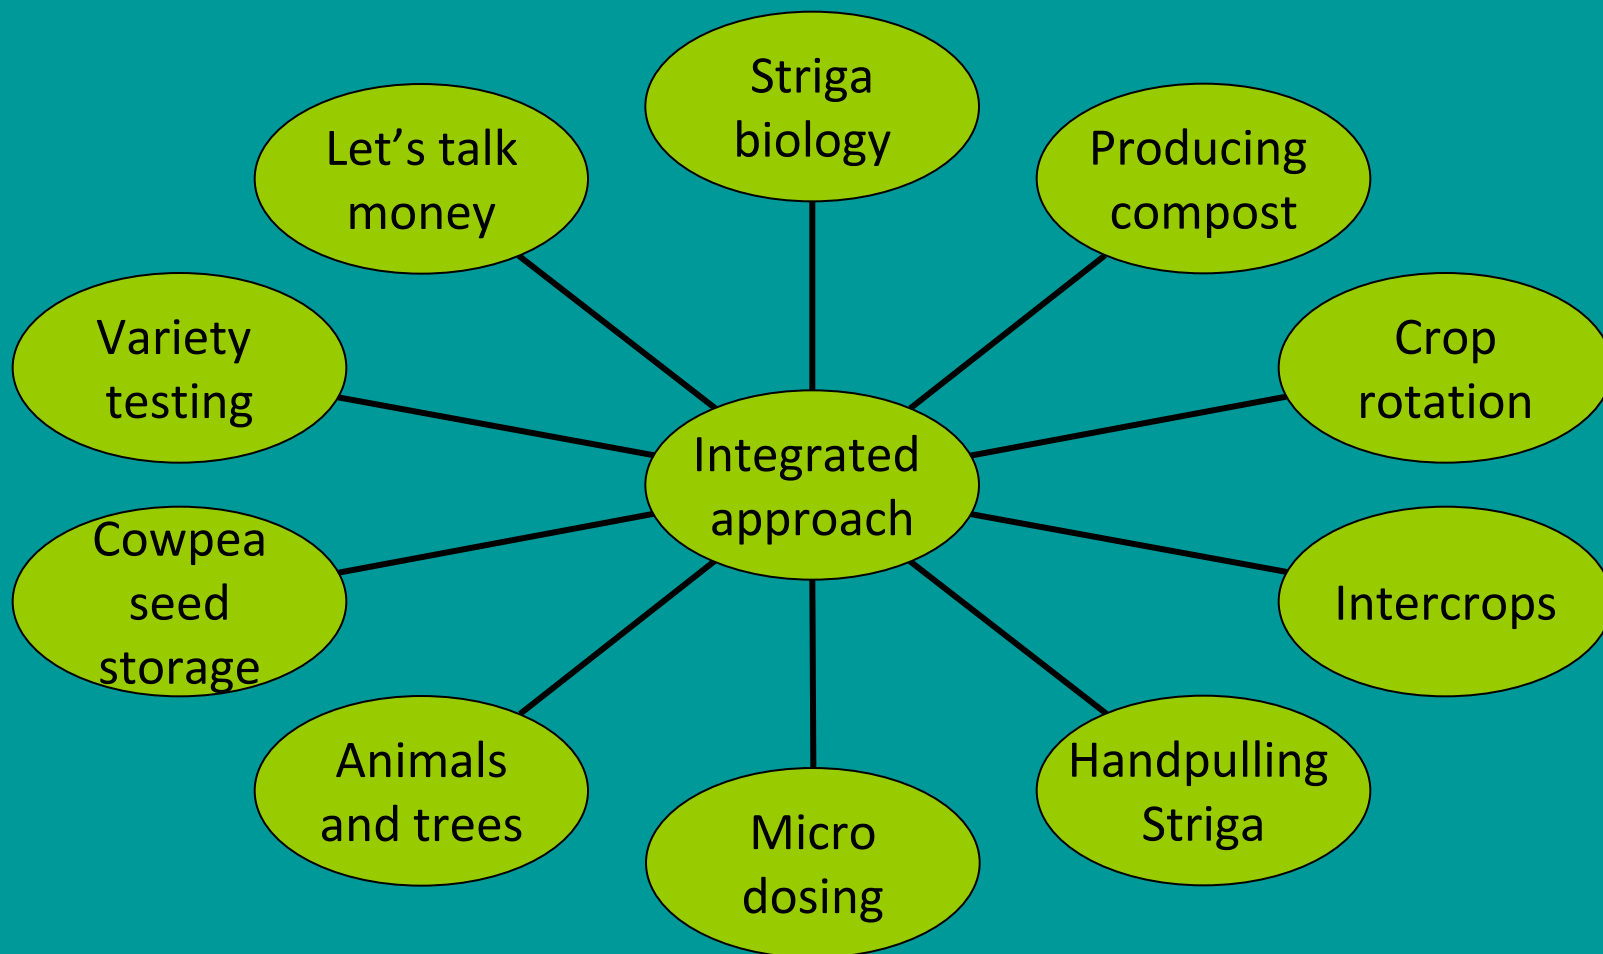 Striga
biology
Let’s talk
money
Producing
compost
Variety
testing
Crop
rotation
Integrated
approach
Cowpea
seed
storage
Intercrops
Animals
and trees
Handpulling
Striga
Micro
dosing